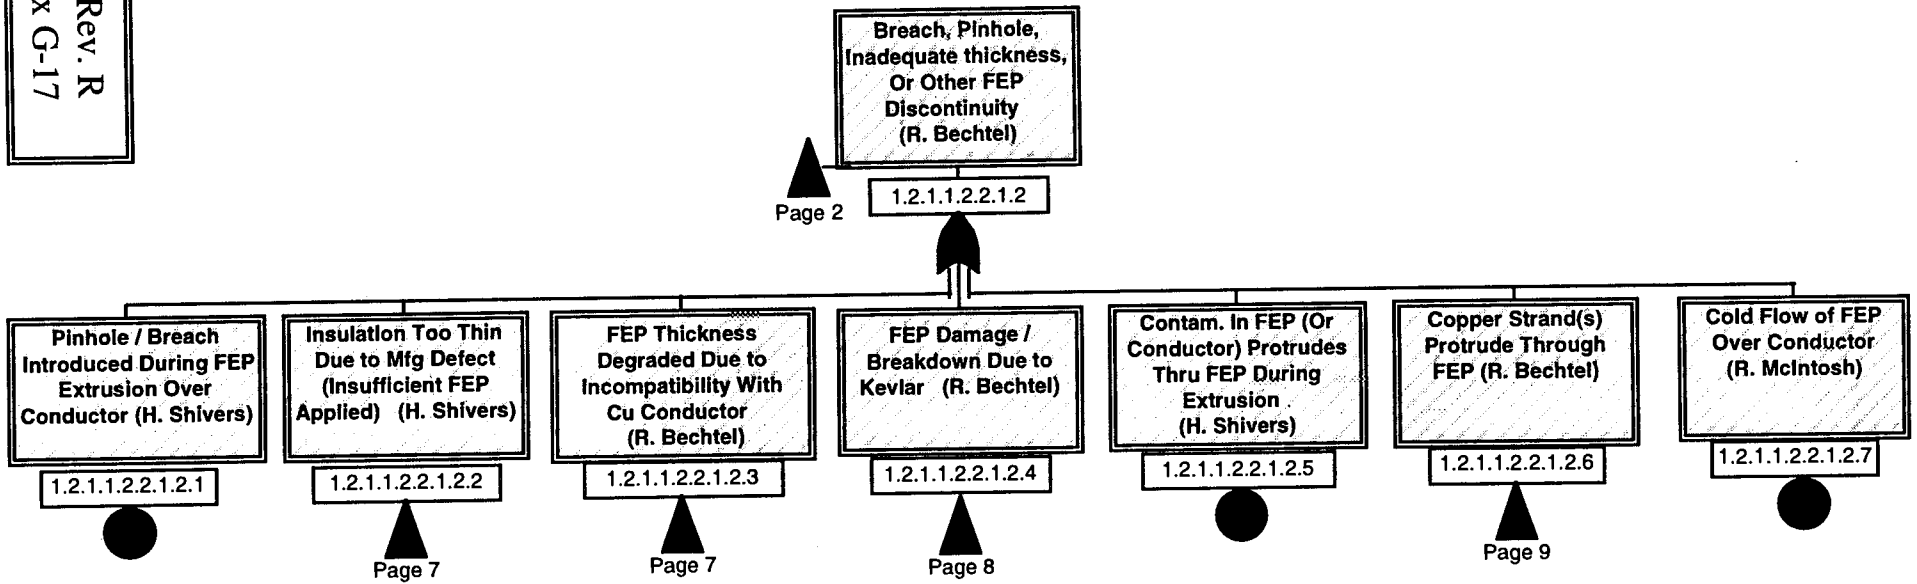 Rev. R
x G-17
Breach, Pinhole,
Inadequate thickness,
Or Other FEP
Discontinuity
(R. Bechtel)
Page 2
1.2.1.1.2.2.1.2
Pinhole / Breach
Introduced During FEP
Extrusion Over
Conductor (H. Shivers)
1.2.1.1.2.2.1.2.1
Insulation Too Thin
Due to Mfg Defect
(Insufficient FEP
Applied) (H. Shivers)
1.2.1.1.2.2.1.2.2
Page 7
FEP Thickness
Degraded Due to
Incompatibility With
Cu Conductor
(R. Bechtel)
1.2.1.1.2.2.1.2.3
Page 7
FEP Damage /
Breakdown Due to
Kevlar (R. Bechtel)
1.2.1.1.2.2.1.2.4
Page 8
Contam. In FEP (Or
Conductor) Protrudes
Thru FEP During
Extrusion
(H. Shivers)
1.2.1.1.2.2.1.2.5
Copper Strand(s)
Protrude Through
FEP (R. Bechtel)
1.2.1.1.2.2.1.2.6
Page 9
Cold Flow of FEP
Over Conductor
(R. McIntosh)
1.2.1.1.2.2.1.2.7